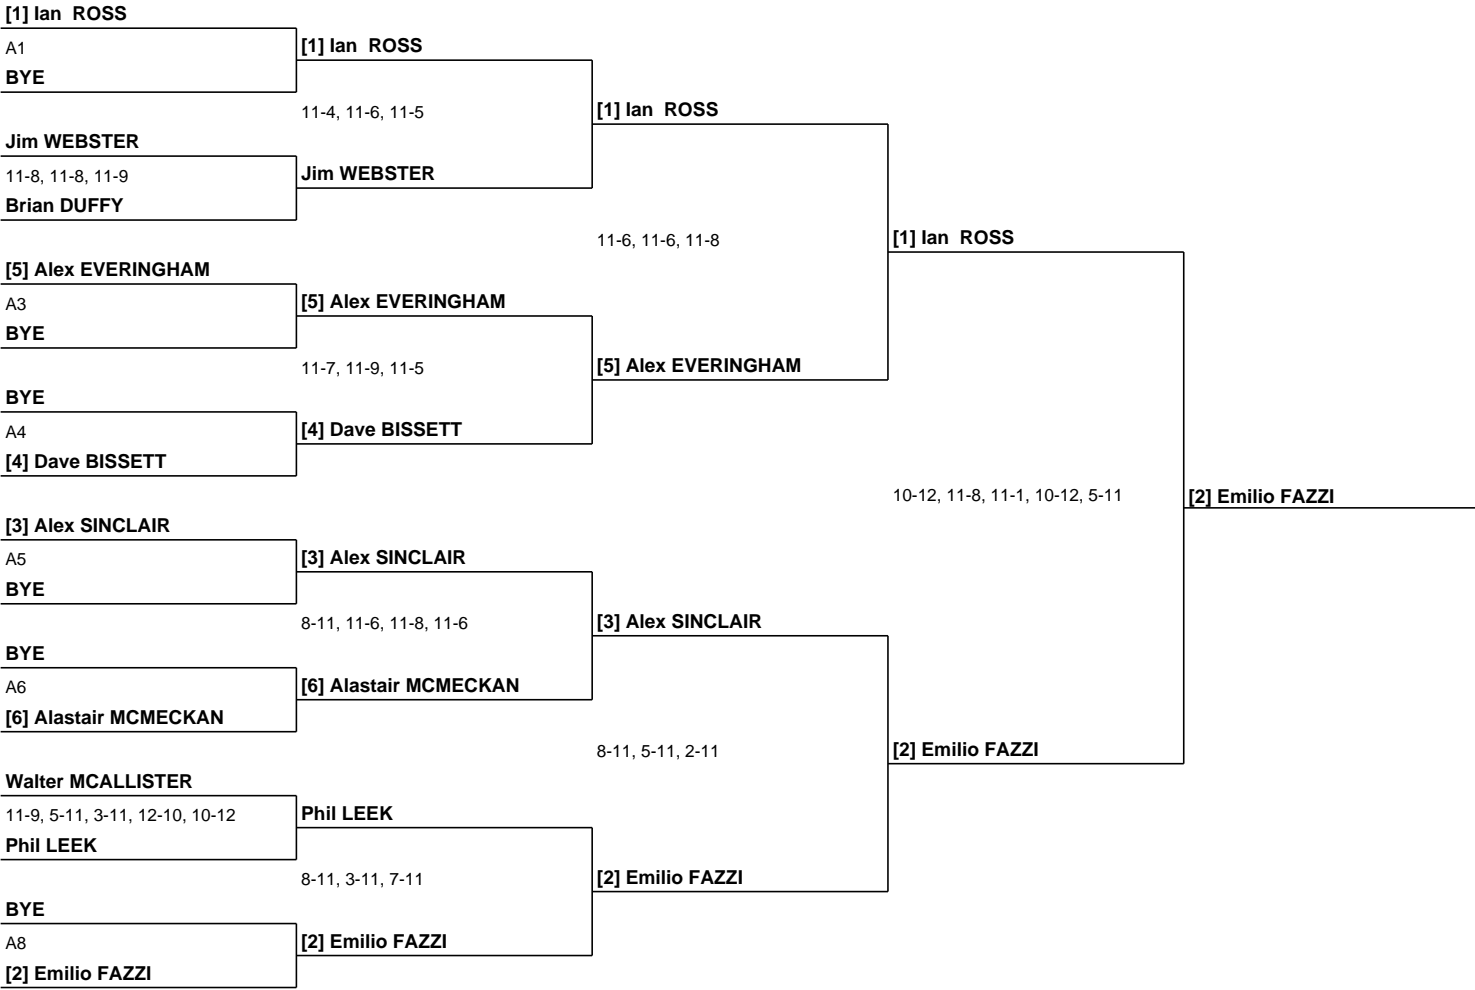 [1] Ian  ROSS
A1
BYE
Jim WEBSTER
11-8, 11-8, 11-9
Brian DUFFY
[5] Alex EVERINGHAM
A3
BYE
BYE
A4
[4] Dave BISSETT
[3] Alex SINCLAIR
A5
BYE
BYE
A6
[6] Alastair MCMECKAN
Walter MCALLISTER
11-9, 5-11, 3-11, 12-10, 10-12
Phil LEEK
BYE
A8
[2] Emilio FAZZI
[1] Ian  ROSS
11-4, 11-6, 11-5
Jim WEBSTER
[5] Alex EVERINGHAM
11-7, 11-9, 11-5
[4] Dave BISSETT
[3] Alex SINCLAIR
8-11, 11-6, 11-8, 11-6
[6] Alastair MCMECKAN
Phil LEEK
8-11, 3-11, 7-11
[2] Emilio FAZZI
[1] Ian  ROSS
11-6, 11-6, 11-8
[5] Alex EVERINGHAM
[3] Alex SINCLAIR
8-11, 5-11, 2-11
[2] Emilio FAZZI
[1] Ian  ROSS
10-12, 11-8, 11-1, 10-12, 5-11
[2] Emilio FAZZI
[2] Emilio FAZZI